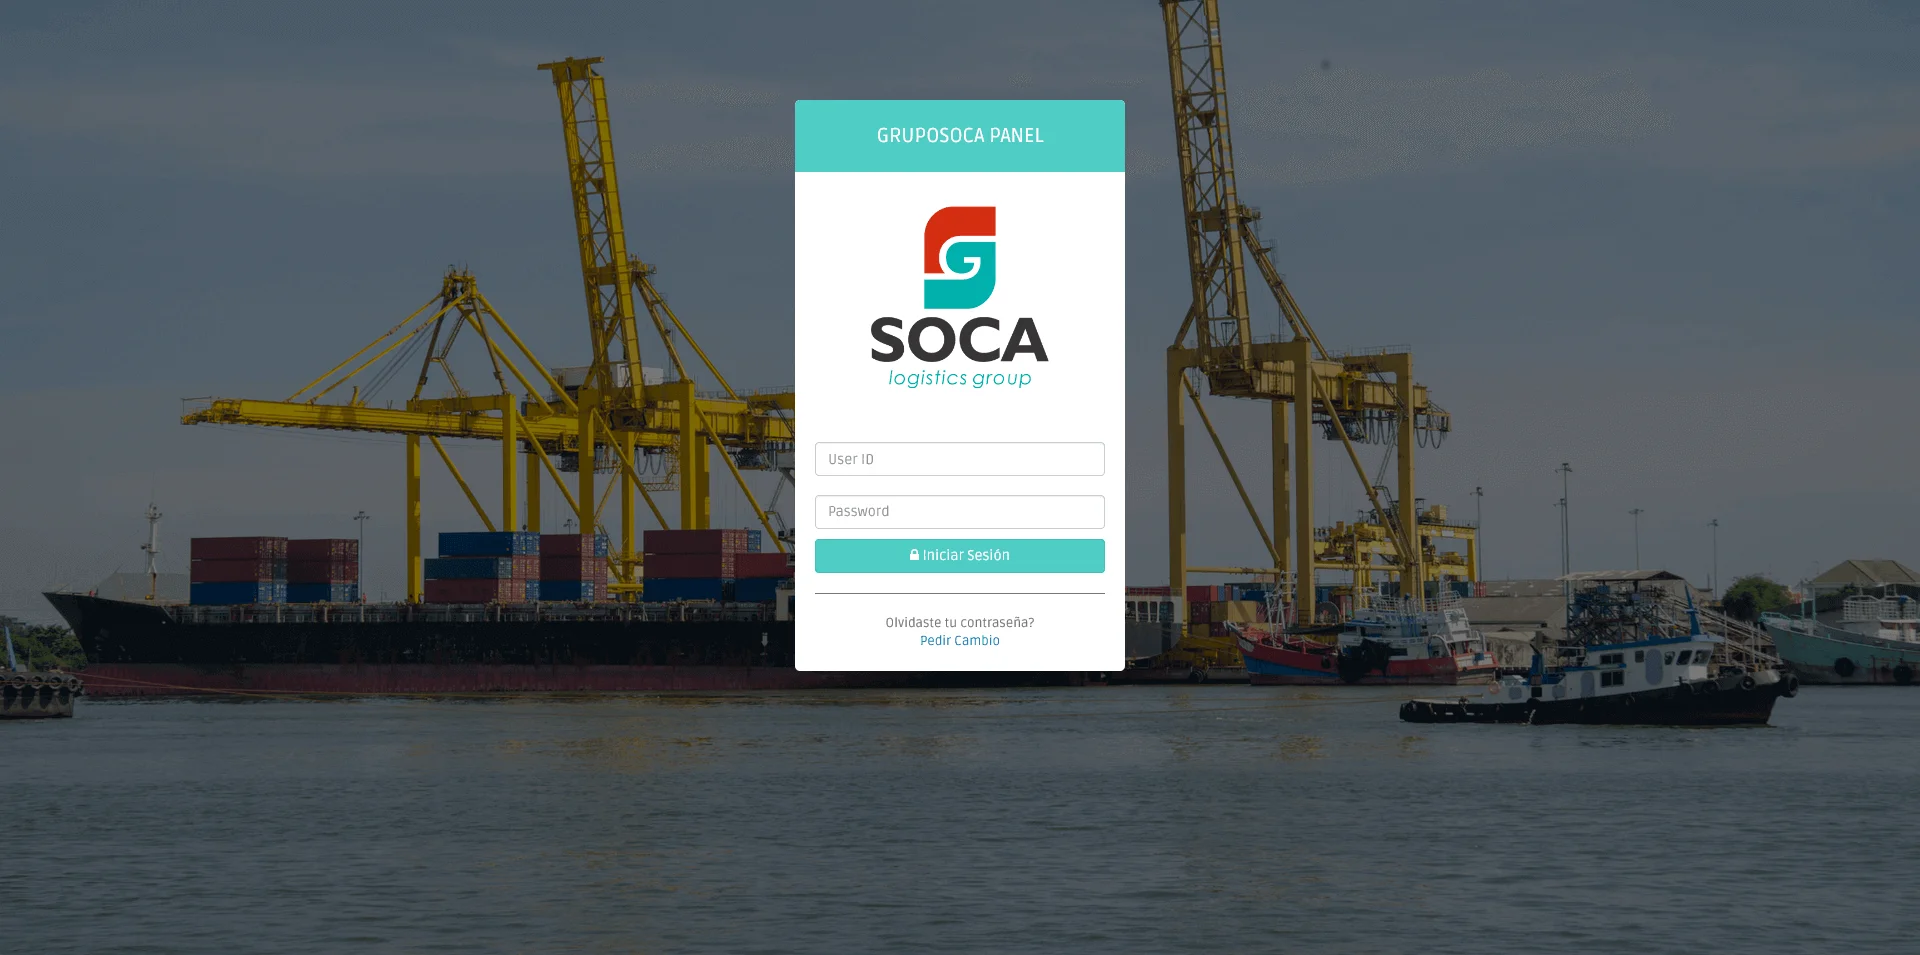 GRUPOSOCA PANEL
G
SOCA
logistics group
User ID
Password
Iniciar Sesión
Olvidaste tu contraseña?
Pedir Cambio